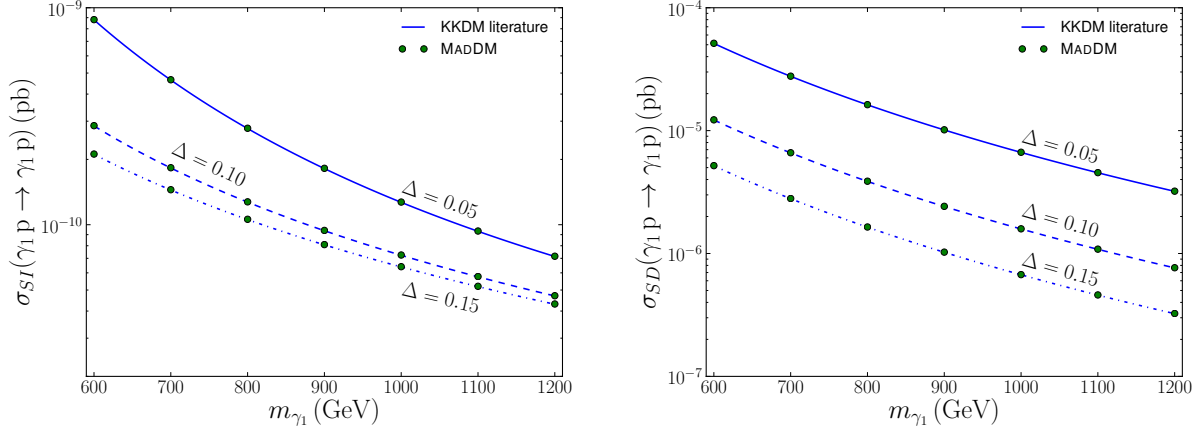 10⁻⁹
KKDM literature
MADDM
σ_SI(γ₁ p → γ₁ p) (pb)
Δ = 0.10
Δ = 0.05
10⁻¹⁰
Δ = 0.15
600 700 800 900 1000 1100 1200
m_γ₁ (GeV)
10⁻⁴
KKDM literature
MADDM
σ_SD(γ₁ p → γ₁ p) (pb)
10⁻⁵
Δ = 0.05
Δ = 0.10
10⁻⁶
Δ = 0.15
10⁻⁷
600 700 800 900 1000 1100 1200
m_γ₁ (GeV)